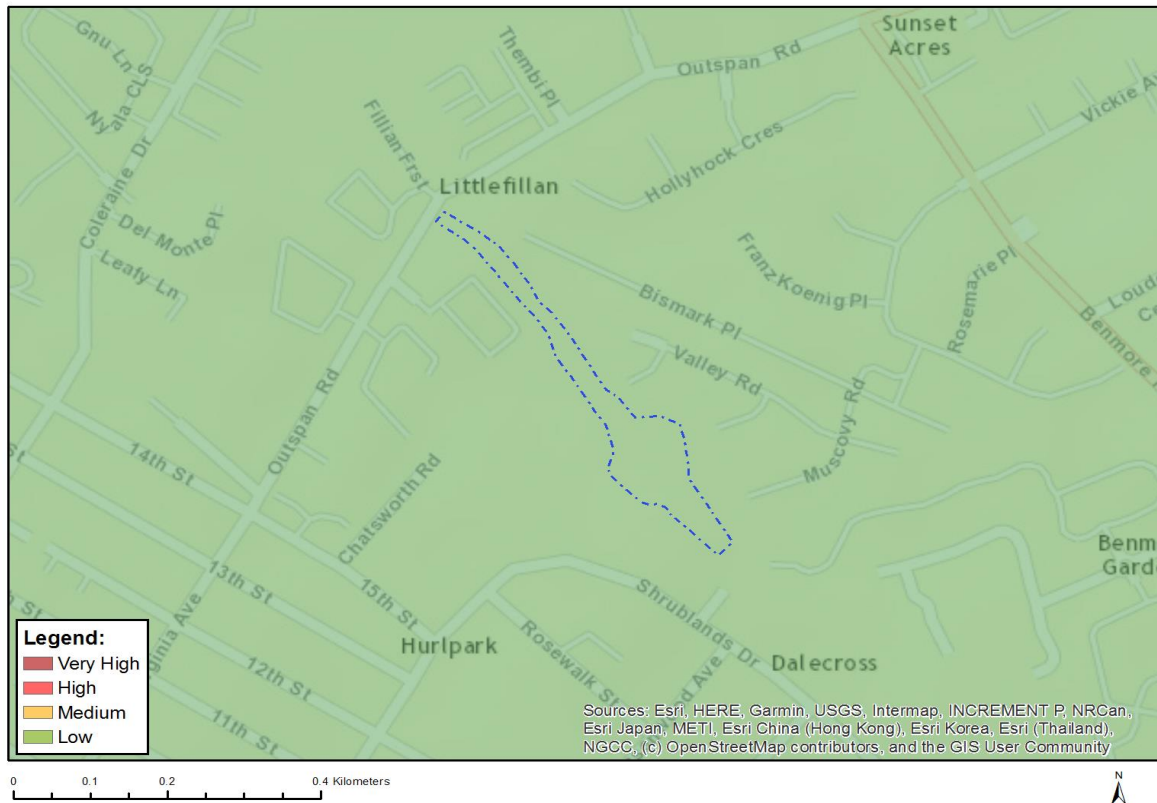 Sunset
Acres
Gnu Ln
Nyala CLS
Thembi Pl
Outspan Rd
Vickie Av
Fillian Frst
Littlefillan
Hollyhock Cres
Coleraine Dr
Del Monte Pl
Leafy Ln
Franz Koenig Pl
Rosemarie Pl
Bismark Pl
Benmore
Valley Rd
Muscovy Rd
Outspan Rd
14th St
St
Chatsworth Rd
13th St
15th St
Shrublands Dr
Hurlpark
Rosewalk St
Dalecross
12th St
11th St
Legend:
Very High
High
Medium
Low
Sources: Esri, HERE, Garmin, USGS, Intermap, INCREMENT P, NRCan,
Esri Japan, METI, Esri China (Hong Kong), Esri Korea, Esri (Thailand),
NGCC, (c) OpenStreetMap contributors, and the GIS User Community
0 0.1 0.2 0.4 Kilometers
N